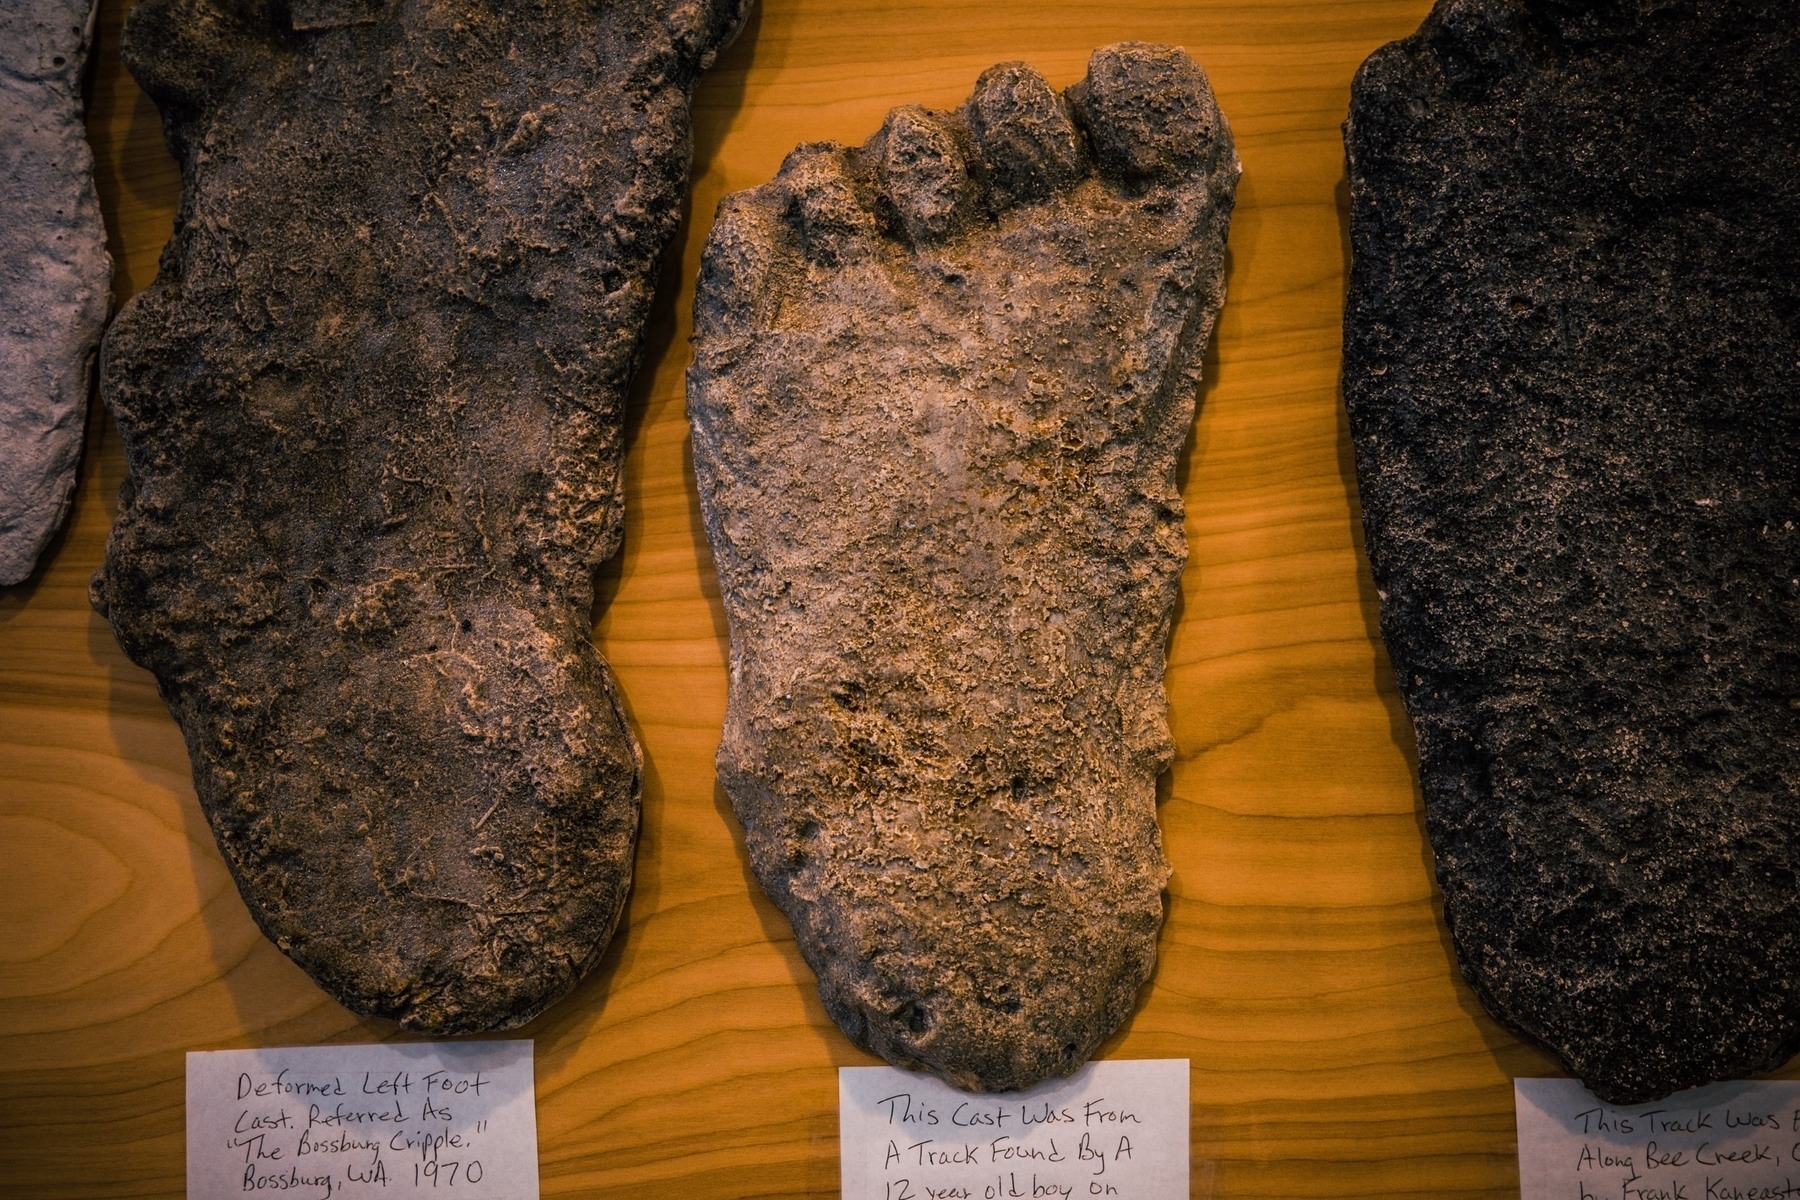 Deformed Left Foot
Cast. Referred As
"The Bossburg Cripple."
Bossburg, WA. 1970
This Cast Was From
A Track Found By A
12 year old boy on
This Track Was
Along Bee Creek,
by Frank